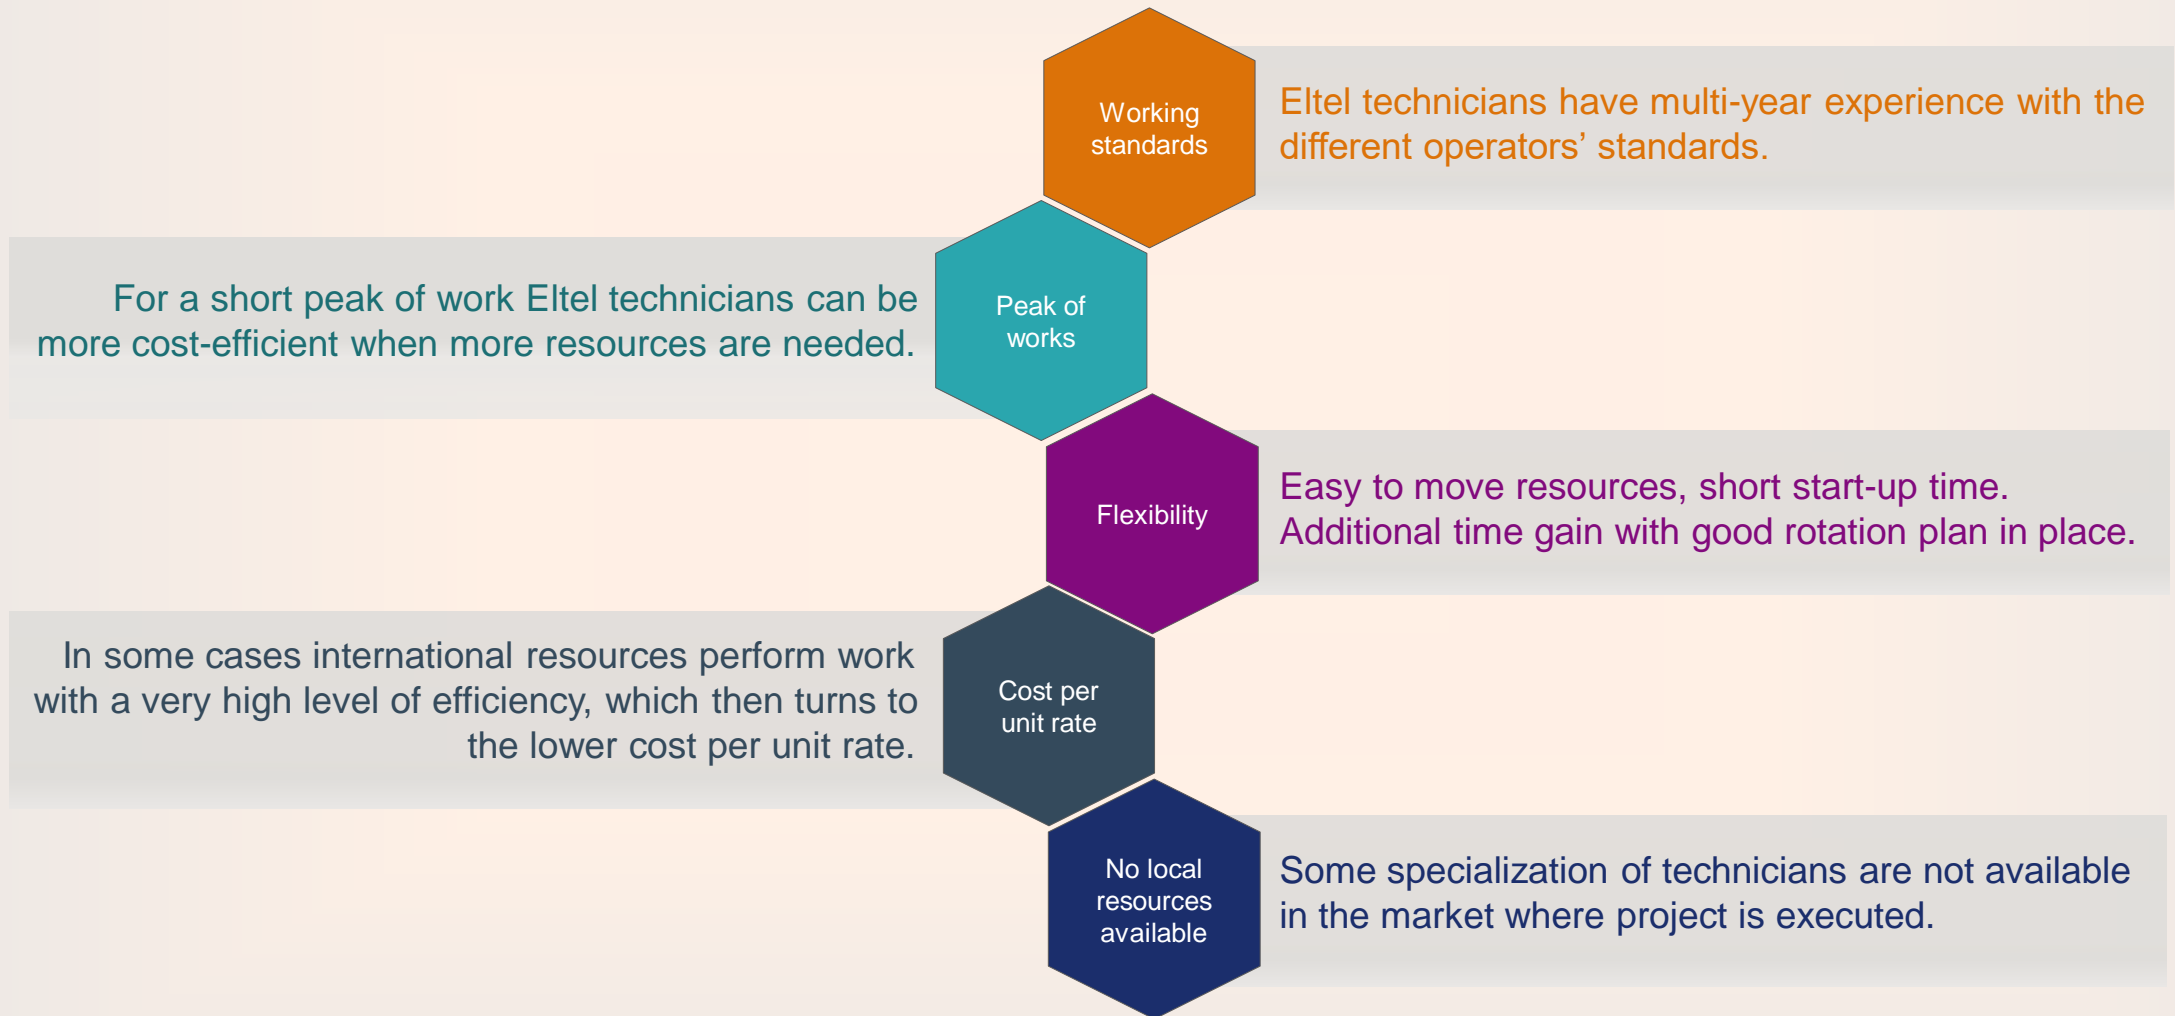 Working
standards
Eltel technicians have multi-year experience with the
different operators’ standards.
For a short peak of work Eltel technicians can be
more cost-efficient when more resources are needed.
Peak of
works
Flexibility
Easy to move resources, short start-up time.
Additional time gain with good rotation plan in place.
In some cases international resources perform work
with a very high level of efficiency, which then turns to
the lower cost per unit rate.
Cost per
unit rate
No local
resources
available
Some specialization of technicians are not available
in the market where project is executed.